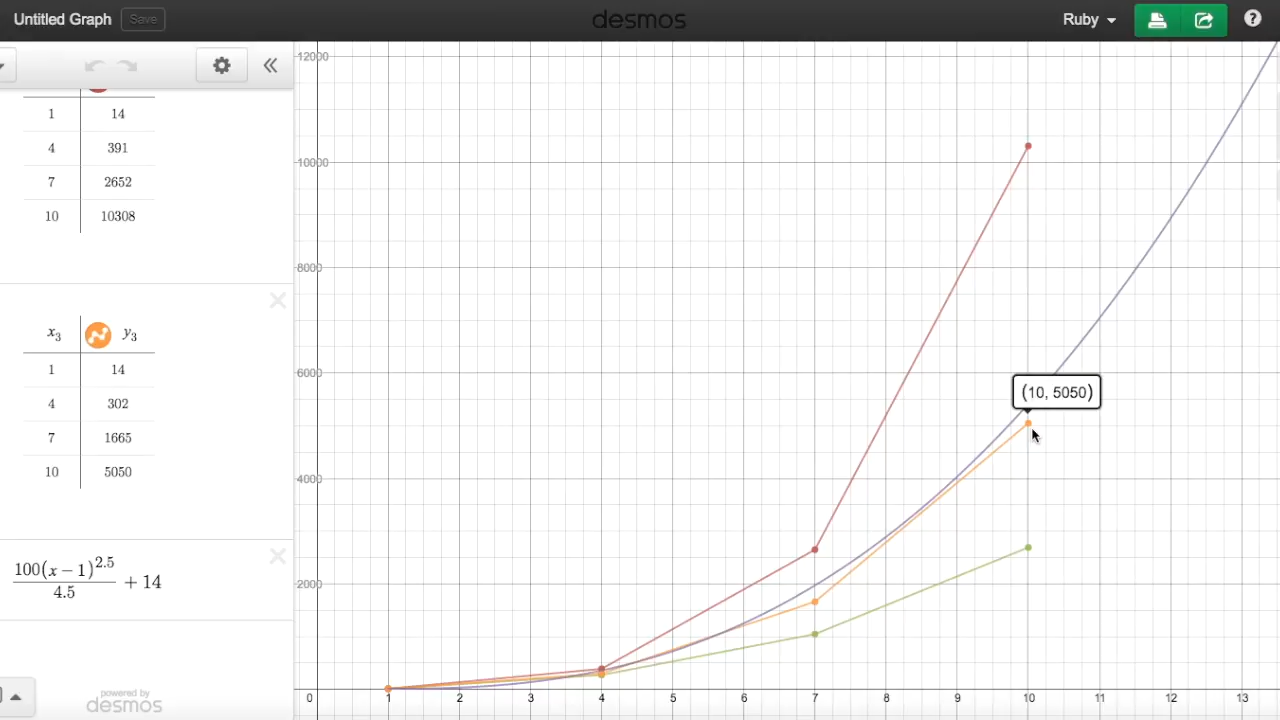 Untitled Graph Save desmos Ruby ?
1 14
4 391
7 2652
10 10308
x₃ y₃
1 14
4 302
7 1665
10 5050
100(x − 1)^2.5 / 4.5 + 14
powered by
desmos
12000
10000
8000
6000
(10, 5050)
4000
2000
0 1 2 3 4 5 6 7 8 9 10 11 12 13